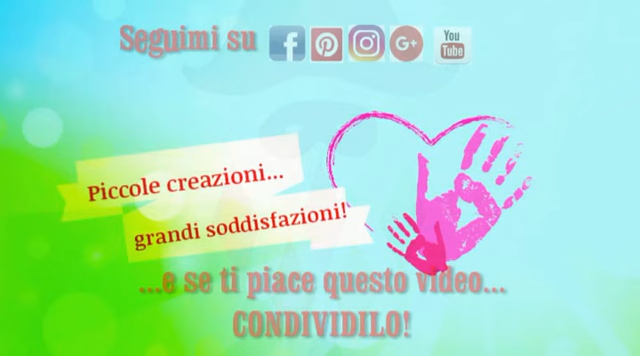 Seguimi su f P G+ You
Tube
Piccole creazioni...
grandi soddisfazioni!
...e se ti piace questo video...
CONDIVIDILO!